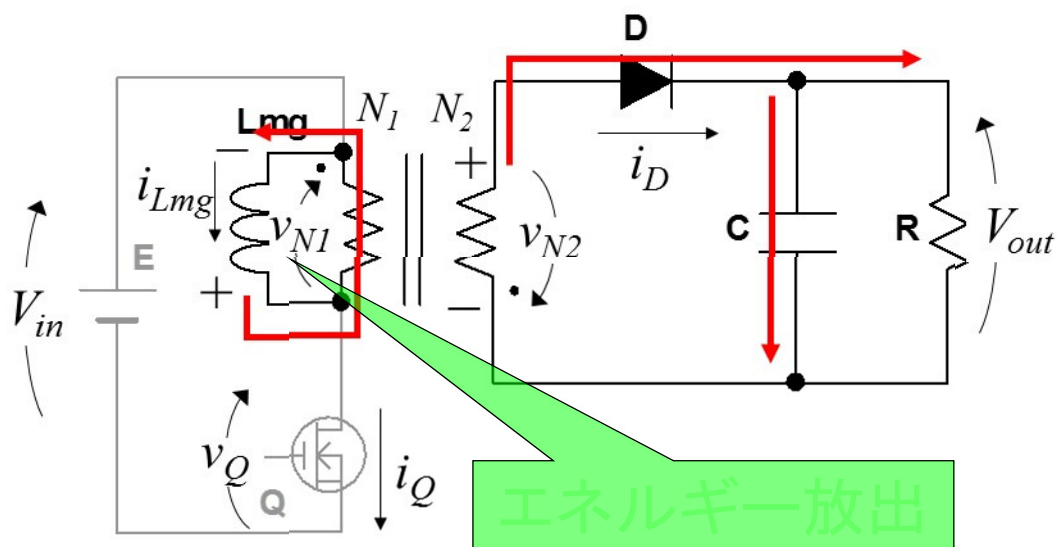 D
N1 N2
Lmg
− +
iLmg vN1 iD
E + − vN2 C R Vout
Vin
vQ iQ
Q
エネルギー放出